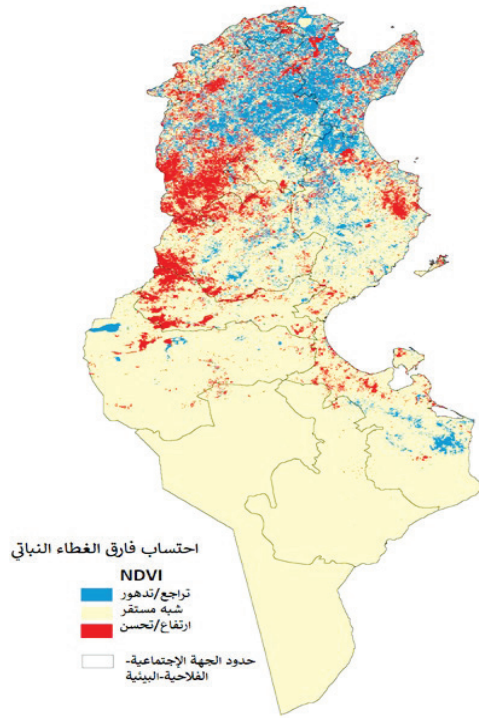 احتساب فارق الغطاء النباتي
NDVI
تراجع/تدهور
شبه مستقر
ارتفاع/تحسن
حدود الجهة الإجتماعية-
الفلاحية-البيئية